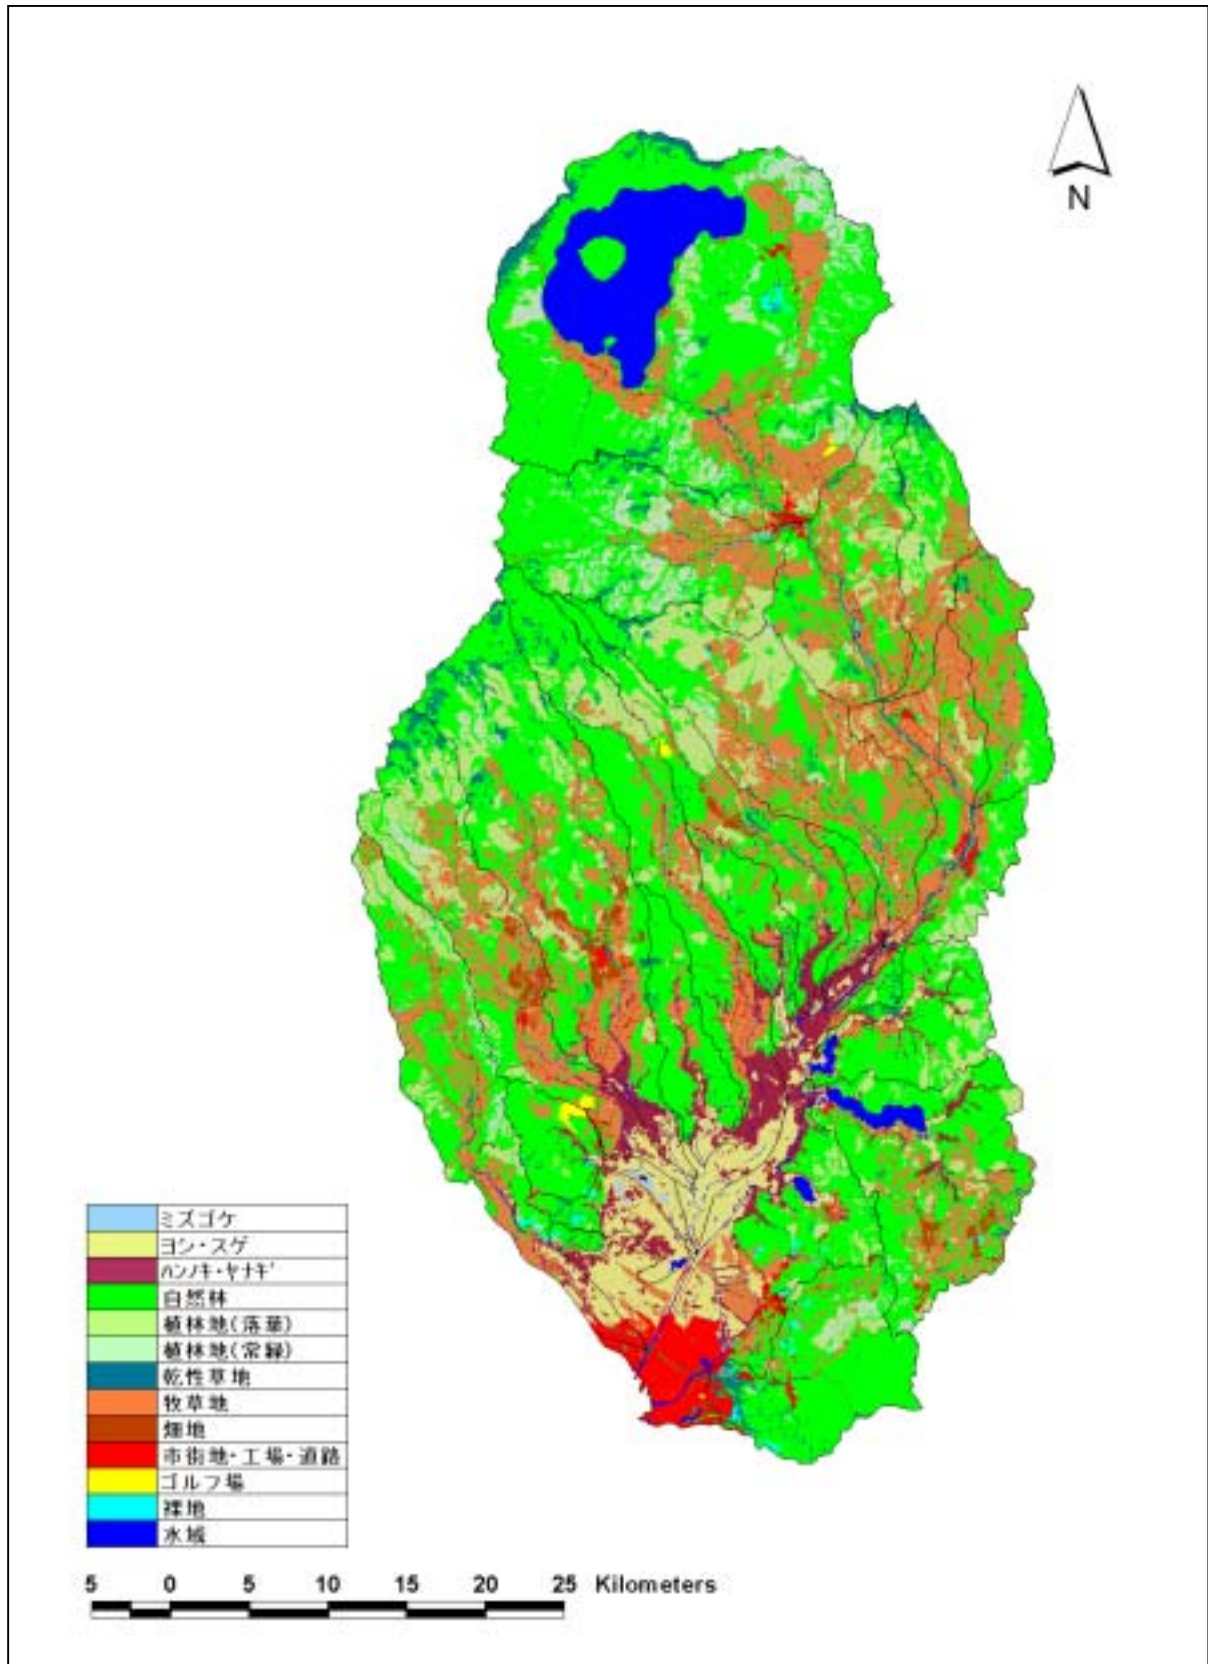 N
ミズゴケ
ヨシ・スゲ
ハンノキ・ヤナギ
自然林
植林地(落葉)
植林地(常緑)
乾性草地
牧草地
畑地
市街地・工場・道路
ゴルフ場
裸地
水域
5 0 5 10 15 20 25 Kilometers